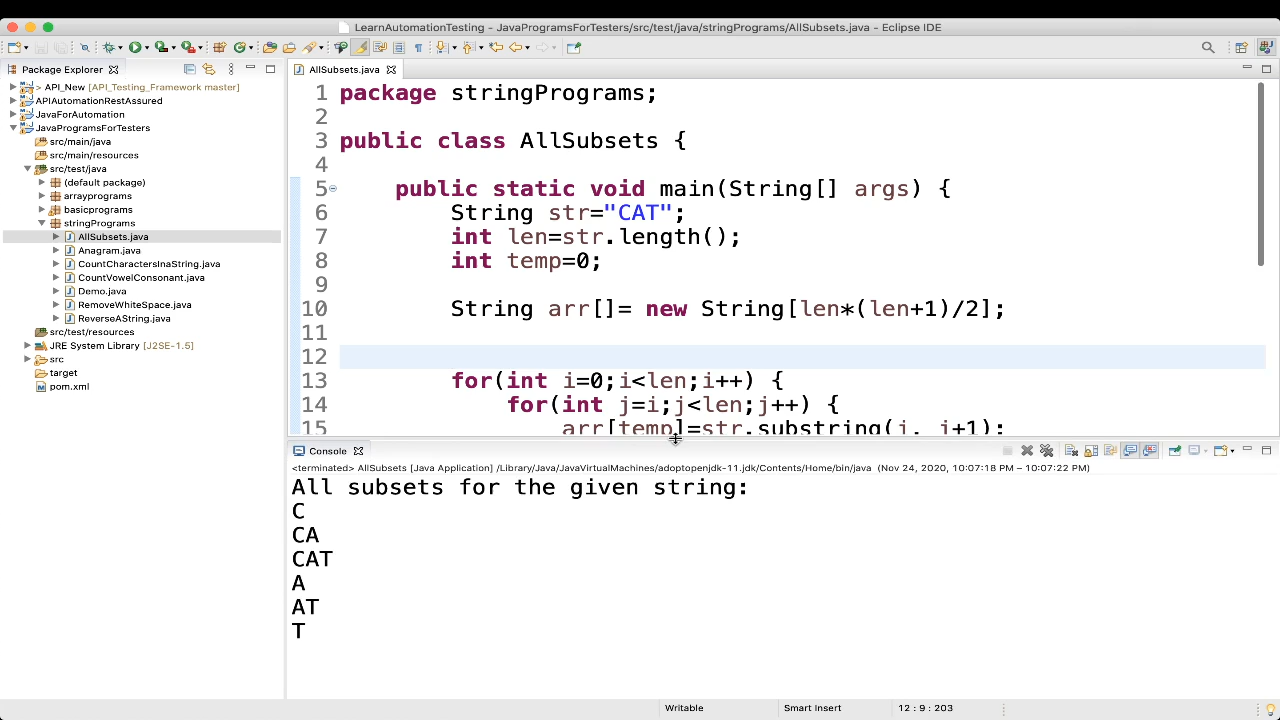 LearnAutomationTesting - JavaProgramsForTesters/src/test/java/stringPrograms/AllSubsets.java - Eclipse IDE
Package Explorer
> API_New [API_Testing_Framework master]
APIAutomationRestAssured
JavaForAutomation
JavaProgramsForTesters
src/main/java
src/main/resources
src/test/java
(default package)
arrayprograms
basicprograms
stringPrograms
AllSubsets.java
Anagram.java
CountCharactersInaString.java
CountVowelConsonant.java
Demo.java
RemoveWhiteSpace.java
ReverseAString.java
src/test/resources
JRE System Library [J2SE-1.5]
src
target
pom.xml
AllSubsets.java
1 package stringPrograms;
2
3 public class AllSubsets {
4
5 public static void main(String[] args) {
6 String str="CAT";
7 int len=str.length();
8 int temp=0;
9
10 String arr[]= new String[len*(len+1)/2];
11
12
13 for(int i=0;i<len;i++) {
14 for(int j=i;j<len;j++) {
15 arr[temp]=str.substring(i, j+1);
Console
<terminated> AllSubsets [Java Application] /Library/Java/JavaVirtualMachines/adoptopenjdk-11.jdk/Contents/Home/bin/java (Nov 24, 2020, 10:07:18 PM – 10:07:22 PM)
All subsets for the given string:
C
CA
CAT
A
AT
T
Writable
Smart Insert
12 : 9 : 203